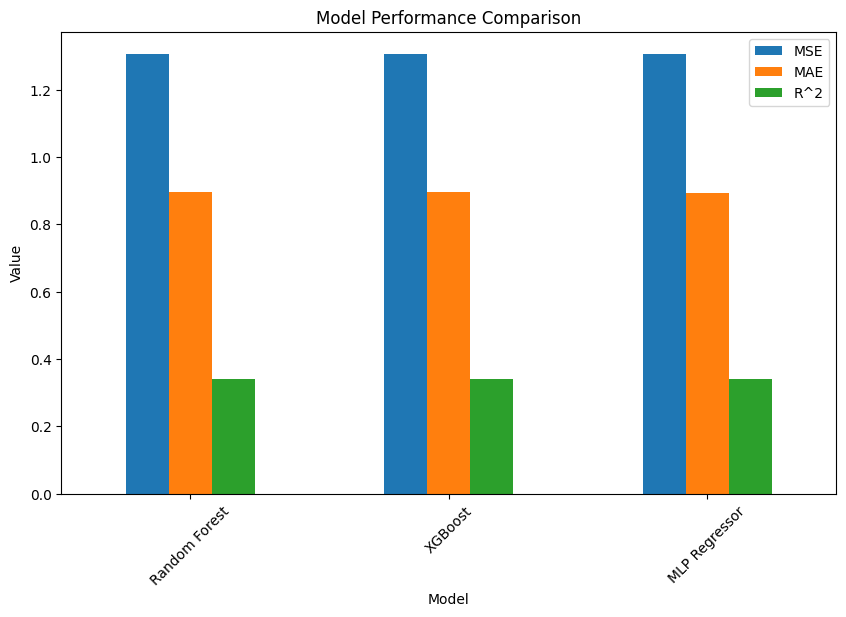 Model Performance Comparison
MSE
MAE
R^2
Value
1.2
1.0
0.8
0.6
0.4
0.2
0.0
Random Forest
XGBoost
MLP Regressor
Model